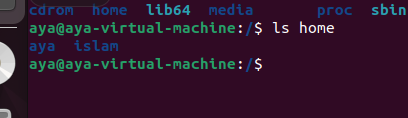 cdrom home lib64 media proc sbin
aya@aya-virtual-machine:/$ ls home
aya islam
aya@aya-virtual-machine:/$